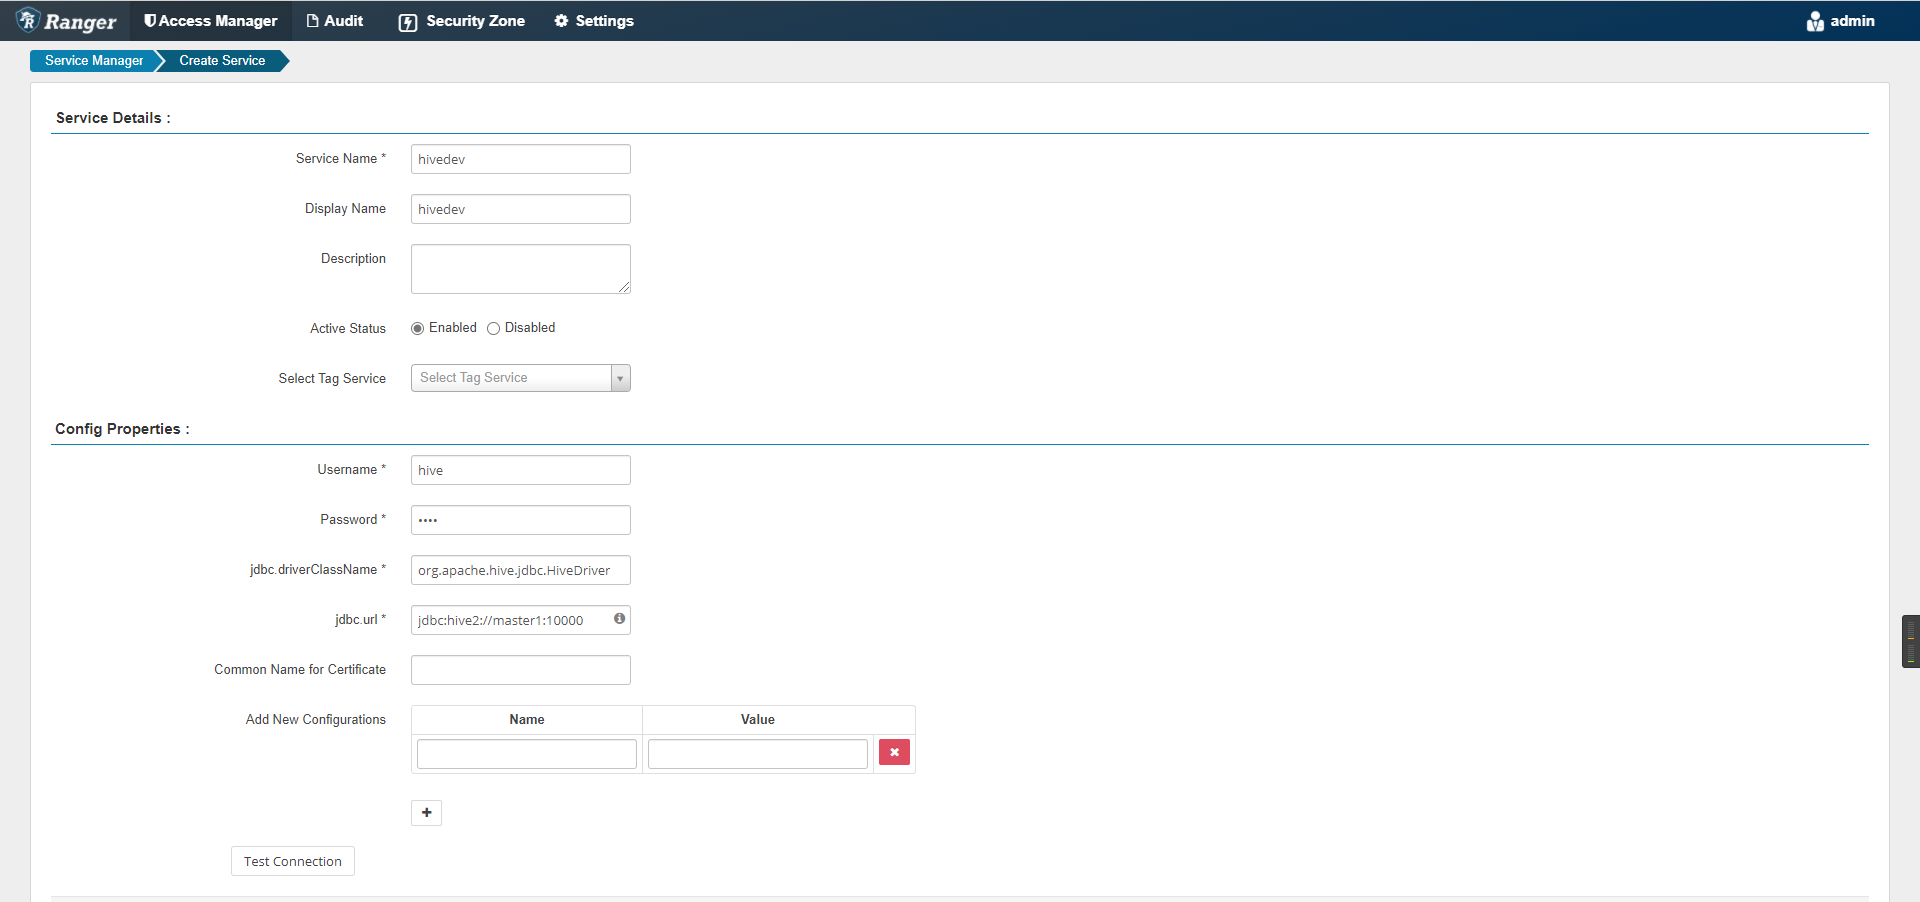 Ranger Access Manager Audit Security Zone Settings admin
Service Manager Create Service
Service Details :
Service Name * hivedev
Display Name hivedev
Description
Active Status Enabled Disabled
Select Tag Service Select Tag Service
Config Properties :
Username * hive
Password * ••••
jdbc.driverClassName * org.apache.hive.jdbc.HiveDriver
jdbc.url * jdbc:hive2://master1:10000
Common Name for Certificate
Add New Configurations Name Value
Test Connection